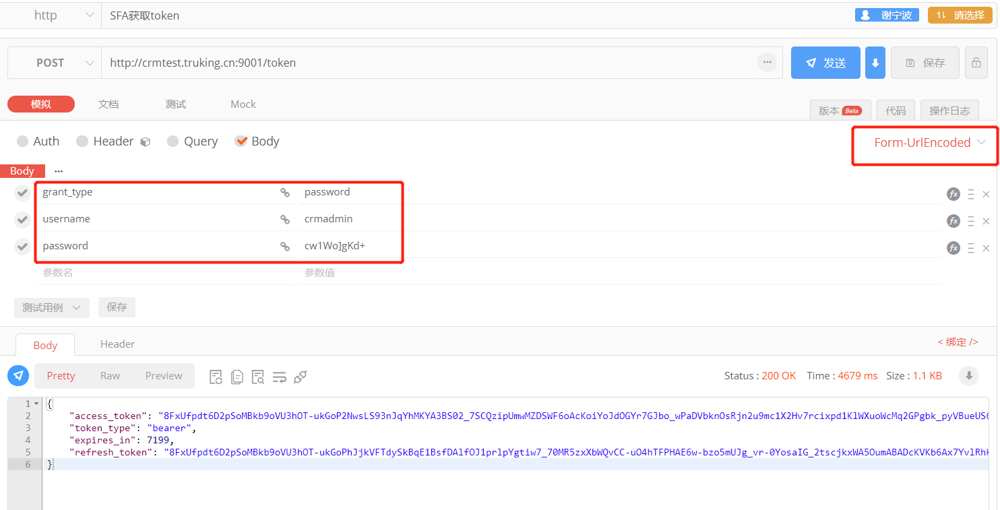 http SFA获取token 谢宁波 请选择
POST http://crmtest.truking.cn:9001/token ... 发送 保存
模拟 文档 测试 Mock 版本 Beta 代码 操作日志
Auth Header Query Body Form-UrlEncoded
Body ...
grant_type password fx
username crmadmin fx
password cw1Wo]gKd+ fx
参数名 参数值
测试用例 保存
Body Header < 绑定 />
Pretty Raw Preview Status : 200 OK Time : 4679 ms Size : 1.1 KB
1 {
2 "access_token": "8FxUfpdt6D2pSoMBkb9oVU3hOT-ukGoP2NwsLS93nJqYhMKYA3BS02_7SCQzipUmwMZDSWF6oAcKoiYoJdOGYr7GJbo_wPaDVbknOsRjn2u9mc1X2Hv7rcixpd1KlWXuoWcMq2GPgbk_pyVBueUS
3 "token_type": "bearer",
4 "expires_in": 7199,
5 "refresh_token": "8FxUfpdt6D2pSoMBkb9oVU3hOT-ukGoPhJjkVFTdySkBqE1BsfDAlfOJ1prlpYgtiw7_70MR5zxXbWQvCC-uO4hTFPHAE6w-bzo5mUJg_vr-0YosaIG_2tscjkxWA5OumABADcKVKb6Ax7YvlRh
6 }